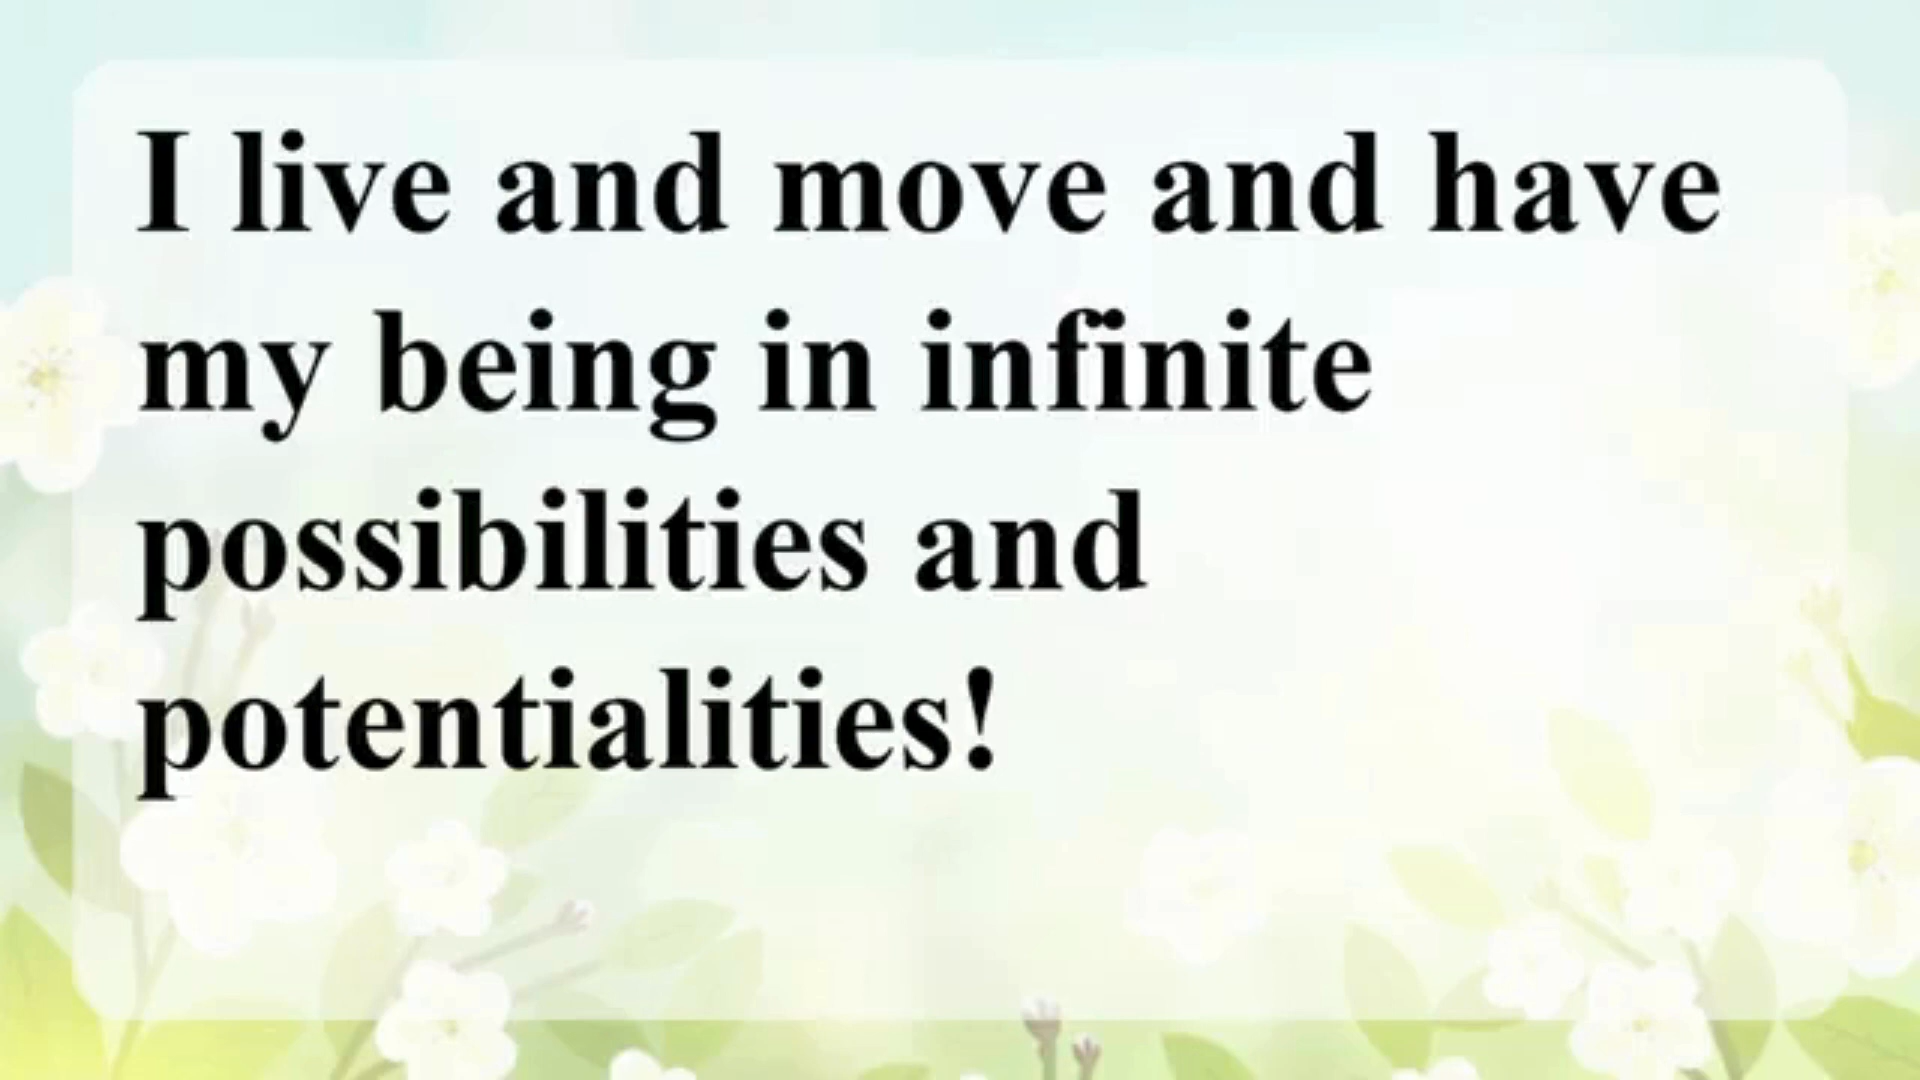 I live and move and have
my being in infinite
possibilities and
potentialities!